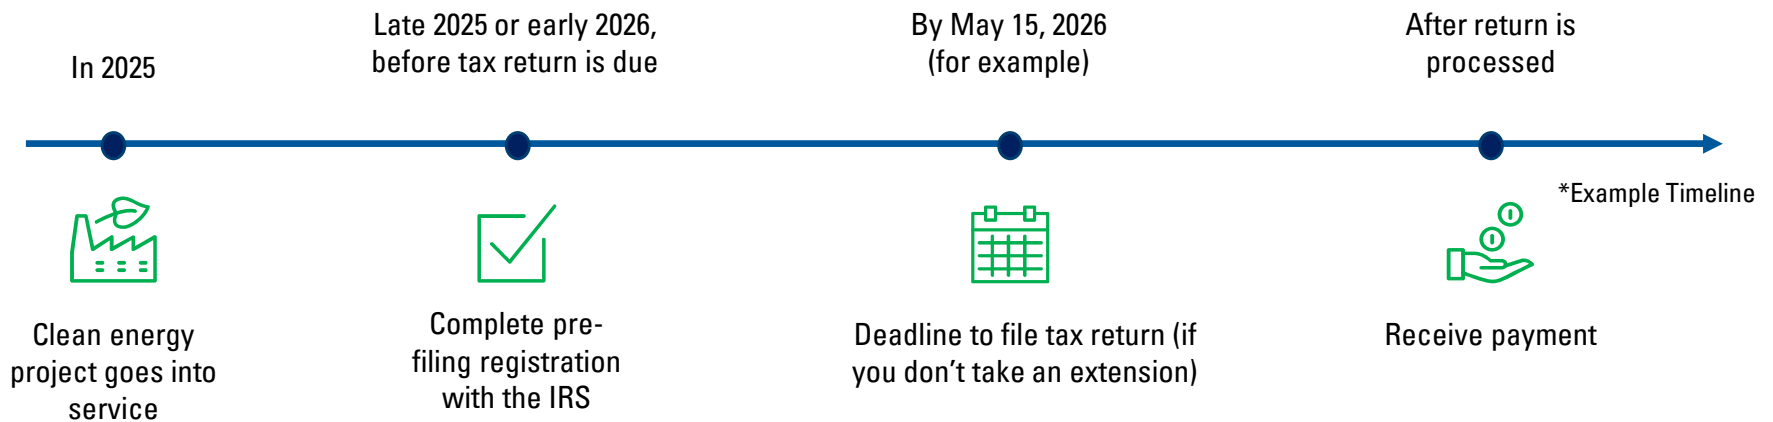 In 2025
Late 2025 or early 2026,
before tax return is due
By May 15, 2026
(for example)
After return is
processed
*Example Timeline
Clean energy
project goes into
service
Complete pre-
filing registration
with the IRS
Deadline to file tax return (if
you don’t take an extension)
Receive payment